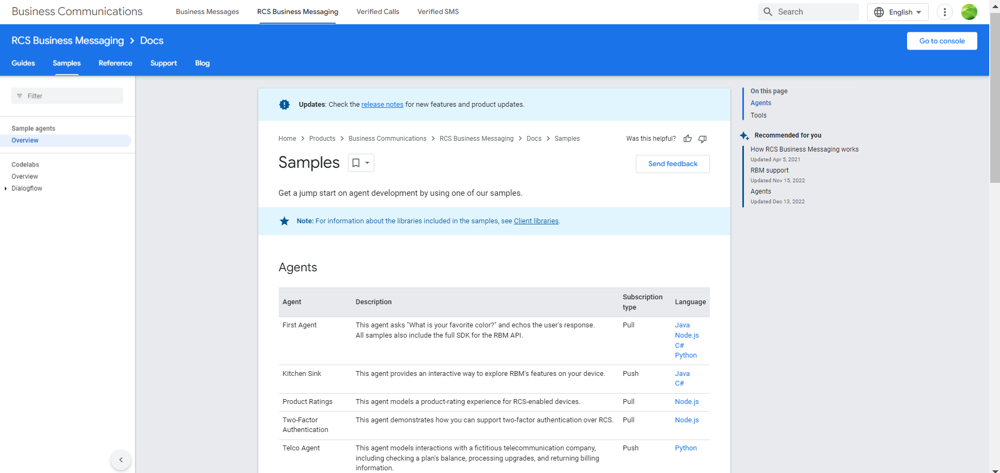 Business Communications
Business Messages
RCS Business Messaging
Verified Calls
Verified SMS
Search
English
RCS Business Messaging > Docs
Go to console
Guides
Samples
Reference
Support
Blog
Filter
Sample agents
Overview
Codelabs
Overview
Dialogflow
Updates: Check the release notes for new features and product updates.
Home > Products > Business Communications > RCS Business Messaging > Docs > Samples
Was this helpful?
Samples
Send feedback
Get a jump start on agent development by using one of our samples.
Note: For information about the libraries included in the samples, see Client libraries.
Agents
Agent
Description
Subscription
type
Language
First Agent
This agent asks "What is your favorite color?" and echos the user's response.
All samples also include the full SDK for the RBM API.
Pull
Java
Node.js
C#
Python
Kitchen Sink
This agent provides an interactive way to explore RBM's features on your device.
Push
Java
C#
Product Ratings
This agent models a product-rating experience for RCS-enabled devices.
Pull
Node.js
Two-Factor
Authentication
This agent demonstrates how you can support two-factor authentication over RCS.
Pull
Node.js
Telco Agent
This agent models interactions with a fictitious telecommunication company,
including checking a plan's balance, processing upgrades, and returning billing
information.
Push
Python
On this page
Agents
Tools
Recommended for you
How RCS Business Messaging works
Updated Apr 5, 2021
RBM support
Updated Nov 15, 2022
Agents
Updated Dec 13, 2022